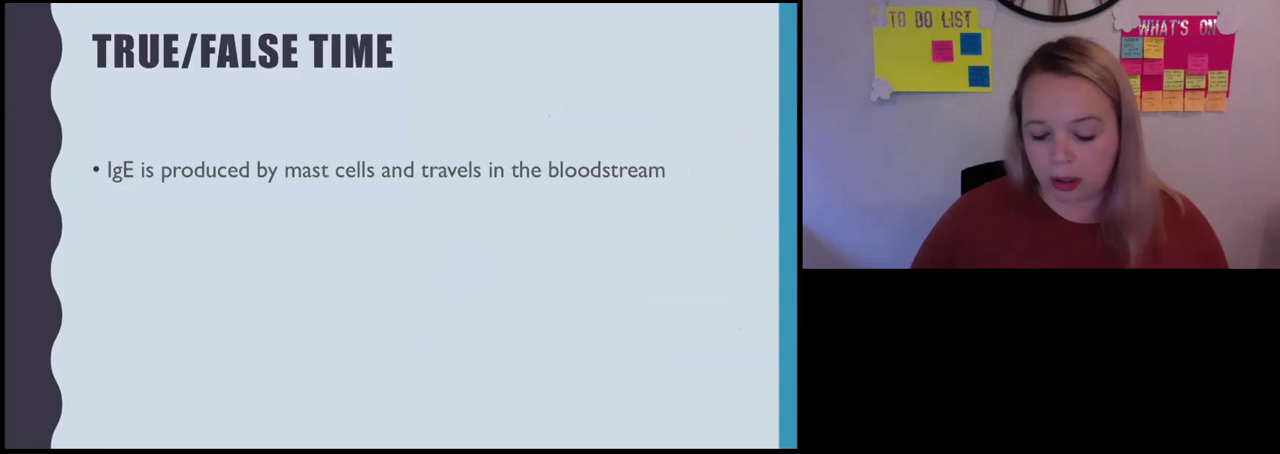 TRUE/FALSE TIME
• IgE is produced by mast cells and travels in the bloodstream
TO DO LIST
WHAT'S ON